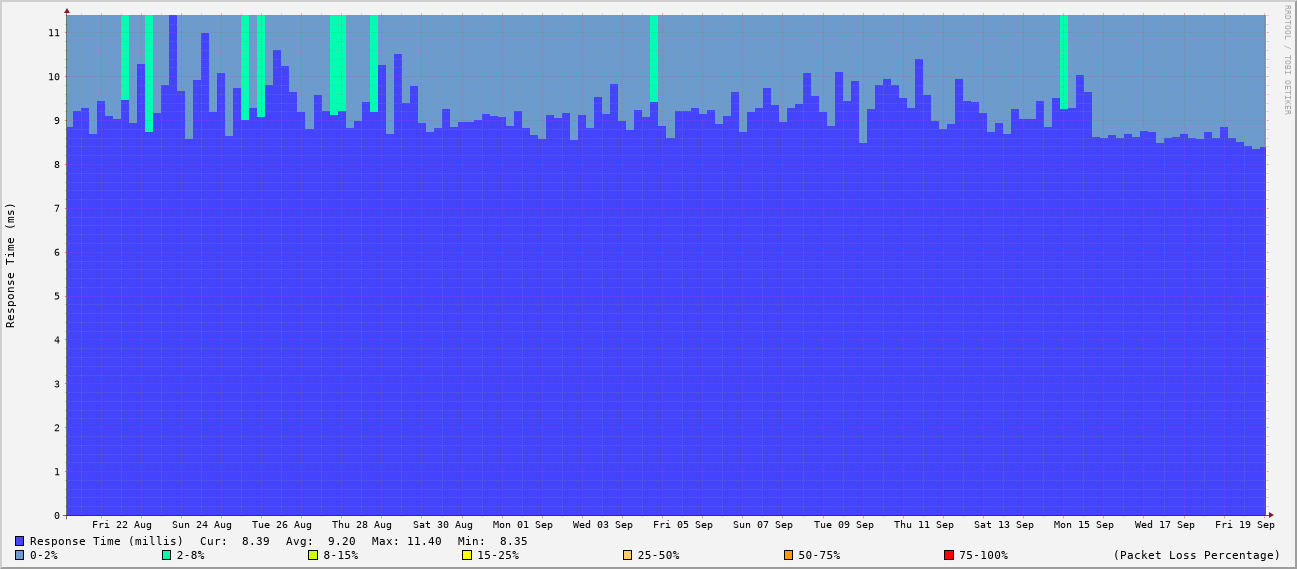 RRDTOOL / TOBI OETIKER
Response Time (ms)
11
10
9
8
7
6
5
4
3
2
1
0
Fri 22 Aug Sun 24 Aug Tue 26 Aug Thu 28 Aug Sat 30 Aug Mon 01 Sep Wed 03 Sep Fri 05 Sep Sun 07 Sep Tue 09 Sep Thu 11 Sep Sat 13 Sep Mon 15 Sep Wed 17 Sep Fri 19 Sep
Response Time (millis) Cur: 8.39 Avg: 9.20 Max: 11.40 Min: 8.35
0-2% 2-8% 8-15% 15-25% 25-50% 50-75% 75-100% (Packet Loss Percentage)